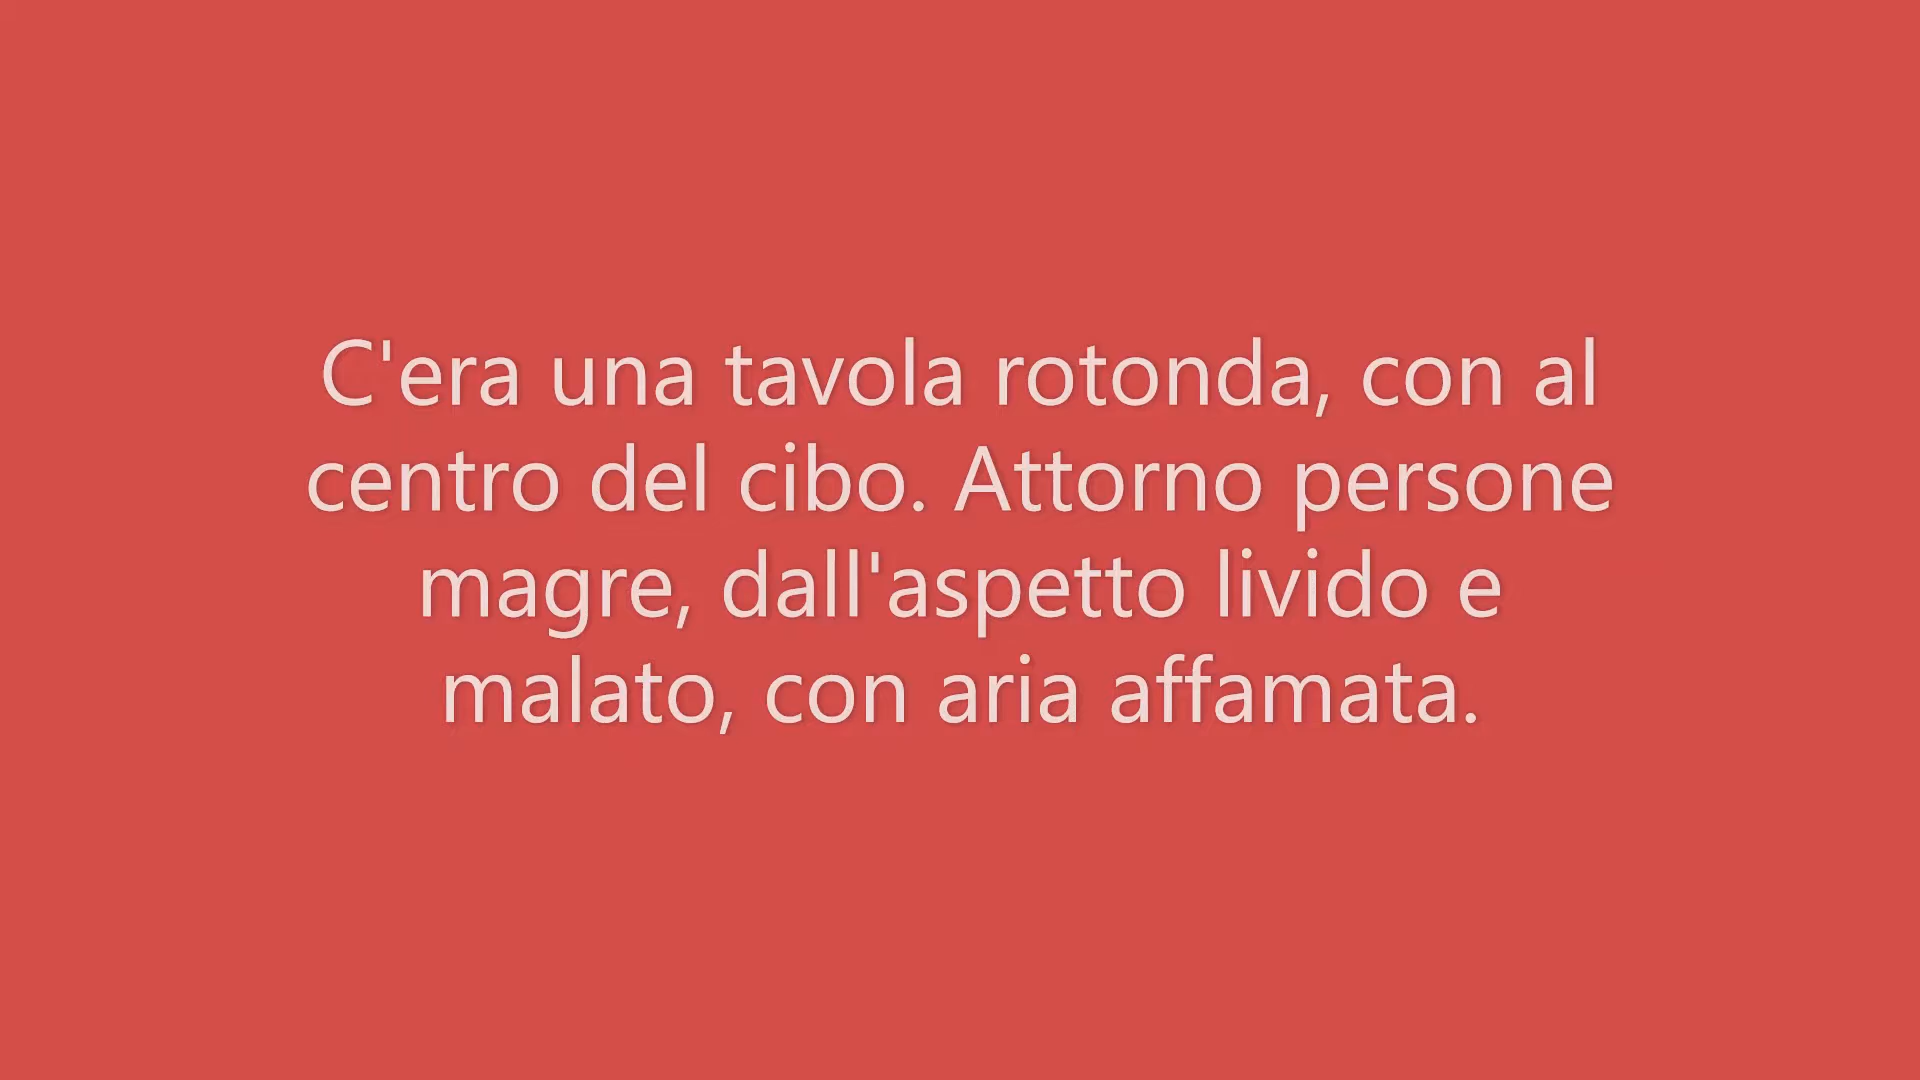 C'era una tavola rotonda, con al
centro del cibo. Attorno persone
magre, dall'aspetto livido e
malato, con aria affamata.